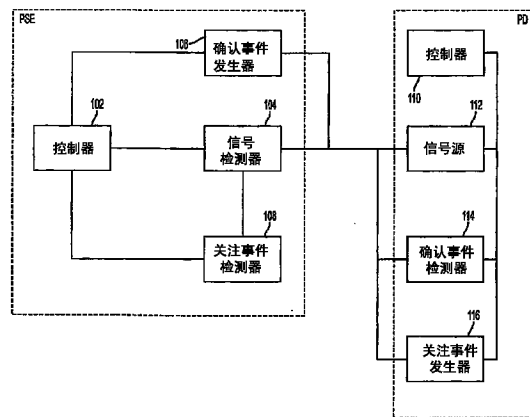 PSE
106
确认事件
发生器
102
控制器
104
信号
检测器
108
关注事件
检测器
PD
控制器
110
112
信号源
114
确认事件
检测器
116
关注事件
发生器